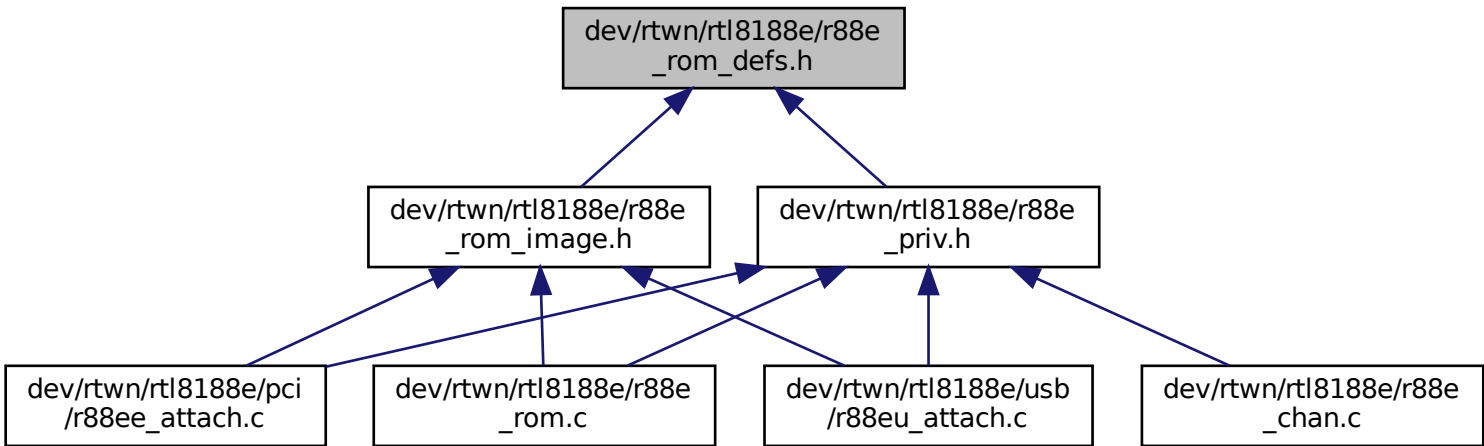 dev/rtwn/rtl8188e/r88e
_rom_defs.h
dev/rtwn/rtl8188e/r88e
_rom_image.h
dev/rtwn/rtl8188e/r88e
_priv.h
dev/rtwn/rtl8188e/pci
/r88ee_attach.c
dev/rtwn/rtl8188e/r88e
_rom.c
dev/rtwn/rtl8188e/usb
/r88eu_attach.c
dev/rtwn/rtl8188e/r88e
_chan.c